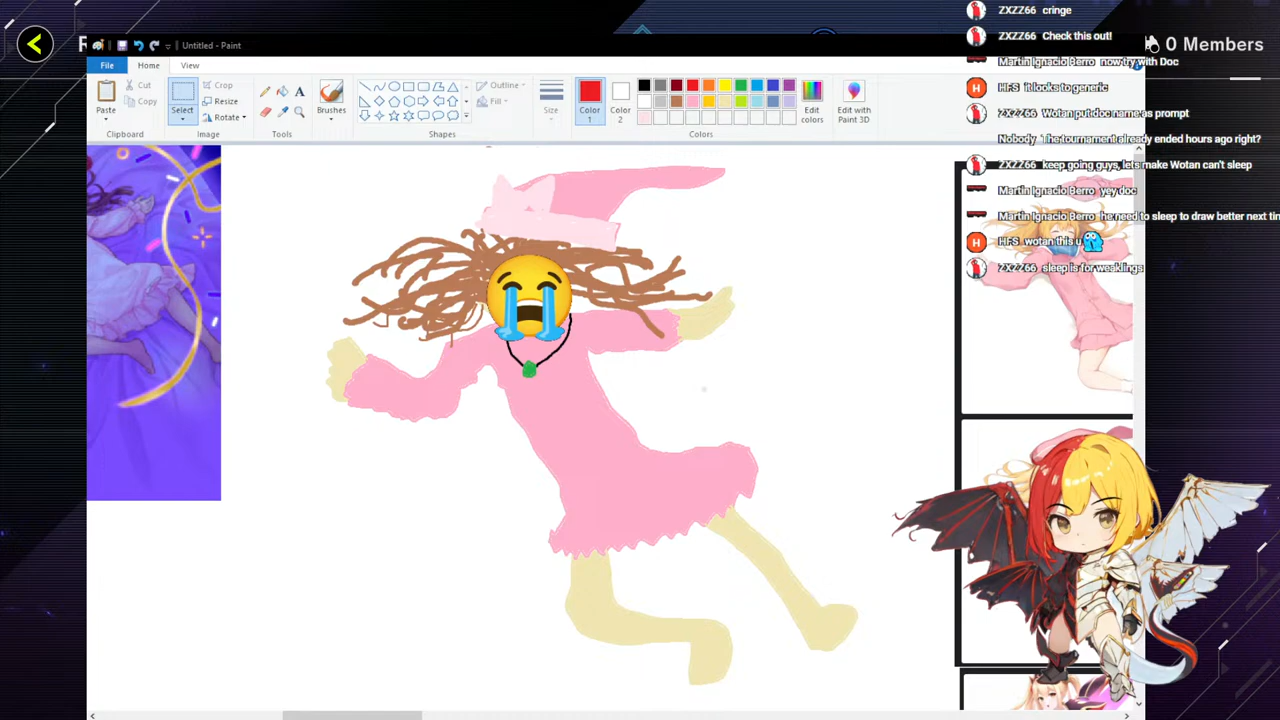 R
Untitled - Paint
0 Members
File
Home
View
Paste
Cut
Copy
Clipboard
Select
Crop
Resize
Rotate
Image
A
Tools
Brushes
Outline
Fill
Shapes
Size
Color 1
Color 2
Edit colors
Colors
Edit with Paint 3D
ZXZZ66 cringe
ZXZZ66 Check this out!
Martin Ignacio Berro now try with Doc
H HFS it looks to generic
ZXZZ66 Wotan put doc name as prompt
Nobody The tournament already ended hours ago right?
ZXZZ66 keep going guys, lets make Wotan can't sleep
Martin Ignacio Berro yey doc
Martin Ignacio Berro he need to sleep to draw better next tim
H HFS wotan this u
ZXZZ66 sleep is for weaklings